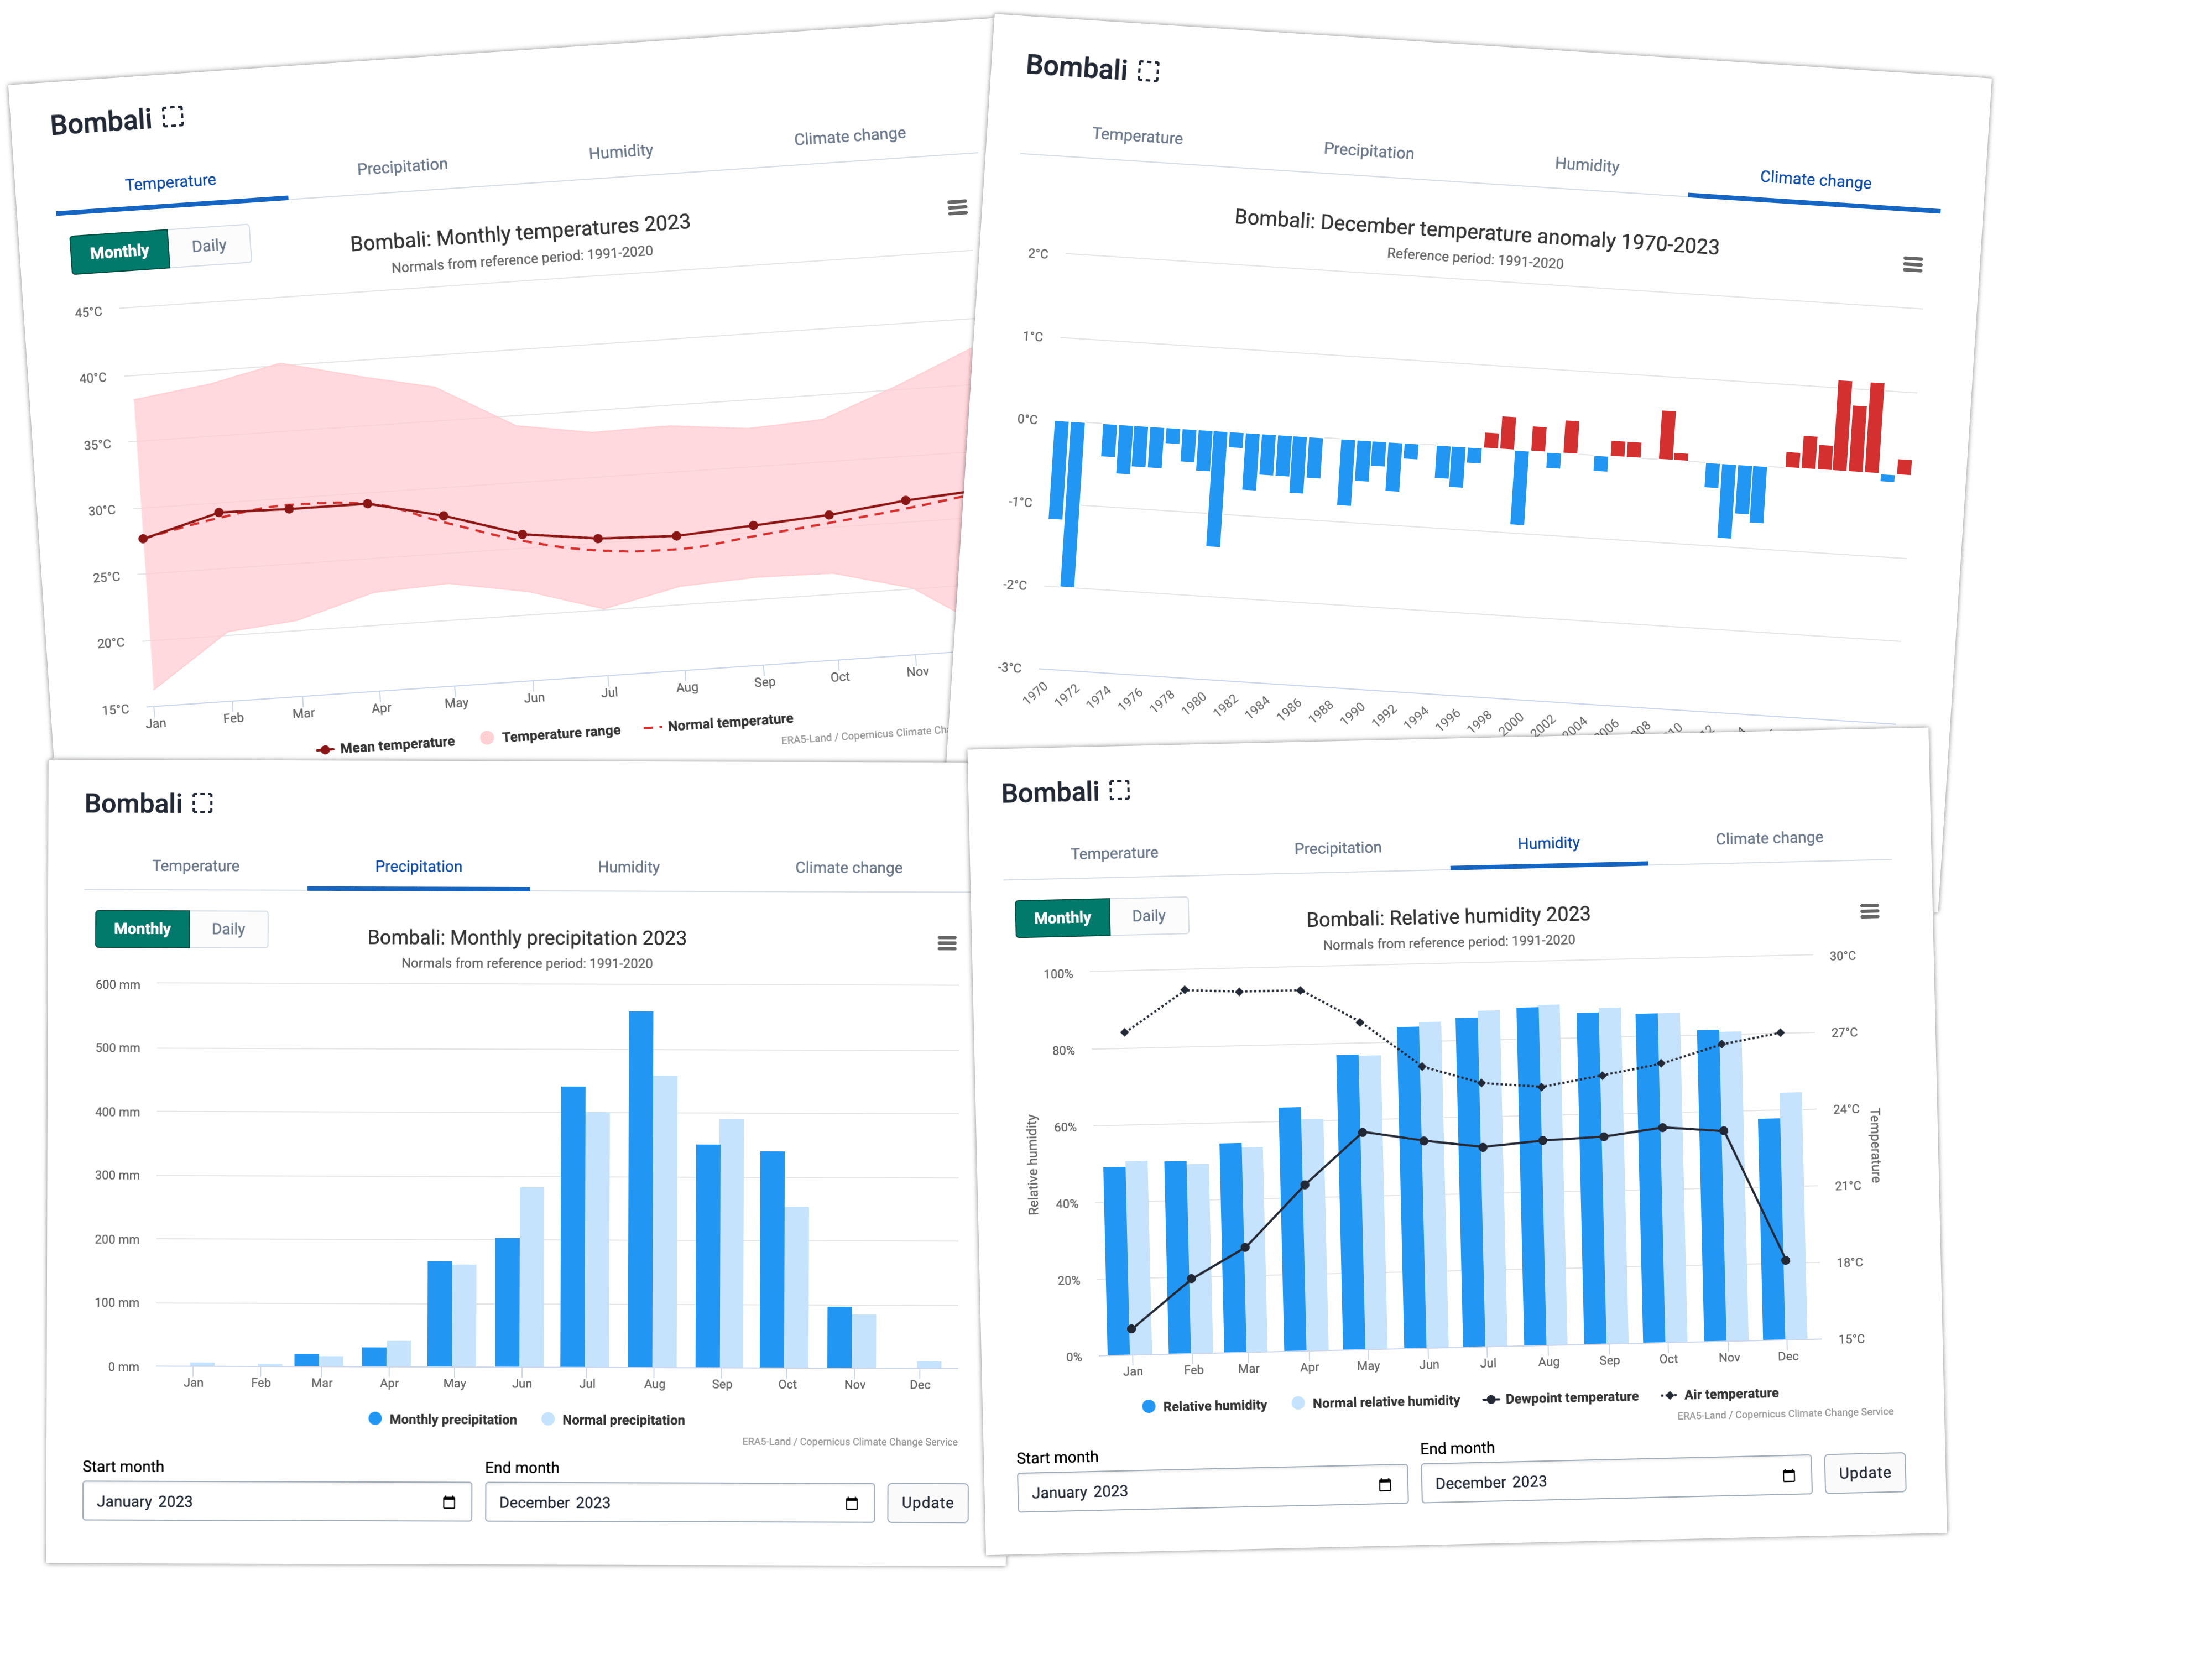 Bombali
Temperature
Precipitation
Humidity
Climate change
Monthly
Daily
Bombali: Monthly temperatures 2023
Normals from reference period: 1991-2020
45°C
40°C
35°C
30°C
25°C
20°C
15°C
Jan
Feb
Mar
Apr
May
Jun
Jul
Aug
Sep
Oct
Nov
Mean temperature
Temperature range
Normal temperature
ERA5-Land / Copernicus Climate Cha
Bombali
Temperature
Precipitation
Humidity
Climate change
Bombali: December temperature anomaly 1970-2023
Reference period: 1991-2020
2°C
1°C
0°C
-1°C
-2°C
-3°C
1970
1972
1974
1976
1978
1980
1982
1984
1986
1988
1990
1992
1994
1996
1998
2000
2002
2004
Bombali
Temperature
Precipitation
Humidity
Climate change
Monthly
Daily
Bombali: Monthly precipitation 2023
Normals from reference period: 1991-2020
600 mm
500 mm
400 mm
300 mm
200 mm
100 mm
0 mm
Jan
Feb
Mar
Apr
May
Jun
Jul
Aug
Sep
Oct
Nov
Dec
Monthly precipitation
Normal precipitation
ERA5-Land / Copernicus Climate Change Service
Start month
End month
January 2023
December 2023
Update
Bombali
Temperature
Precipitation
Humidity
Climate change
Monthly
Daily
Bombali: Relative humidity 2023
Normals from reference period: 1991-2020
100%
80%
60%
40%
20%
0%
Relative humidity
30°C
27°C
24°C
21°C
18°C
15°C
Temperature
Jan
Feb
Mar
Apr
May
Jun
Jul
Aug
Sep
Oct
Nov
Dec
Relative humidity
Normal relative humidity
Dewpoint temperature
Air temperature
ERA5-Land / Copernicus Climate Change Service
Start month
End month
January 2023
December 2023
Update